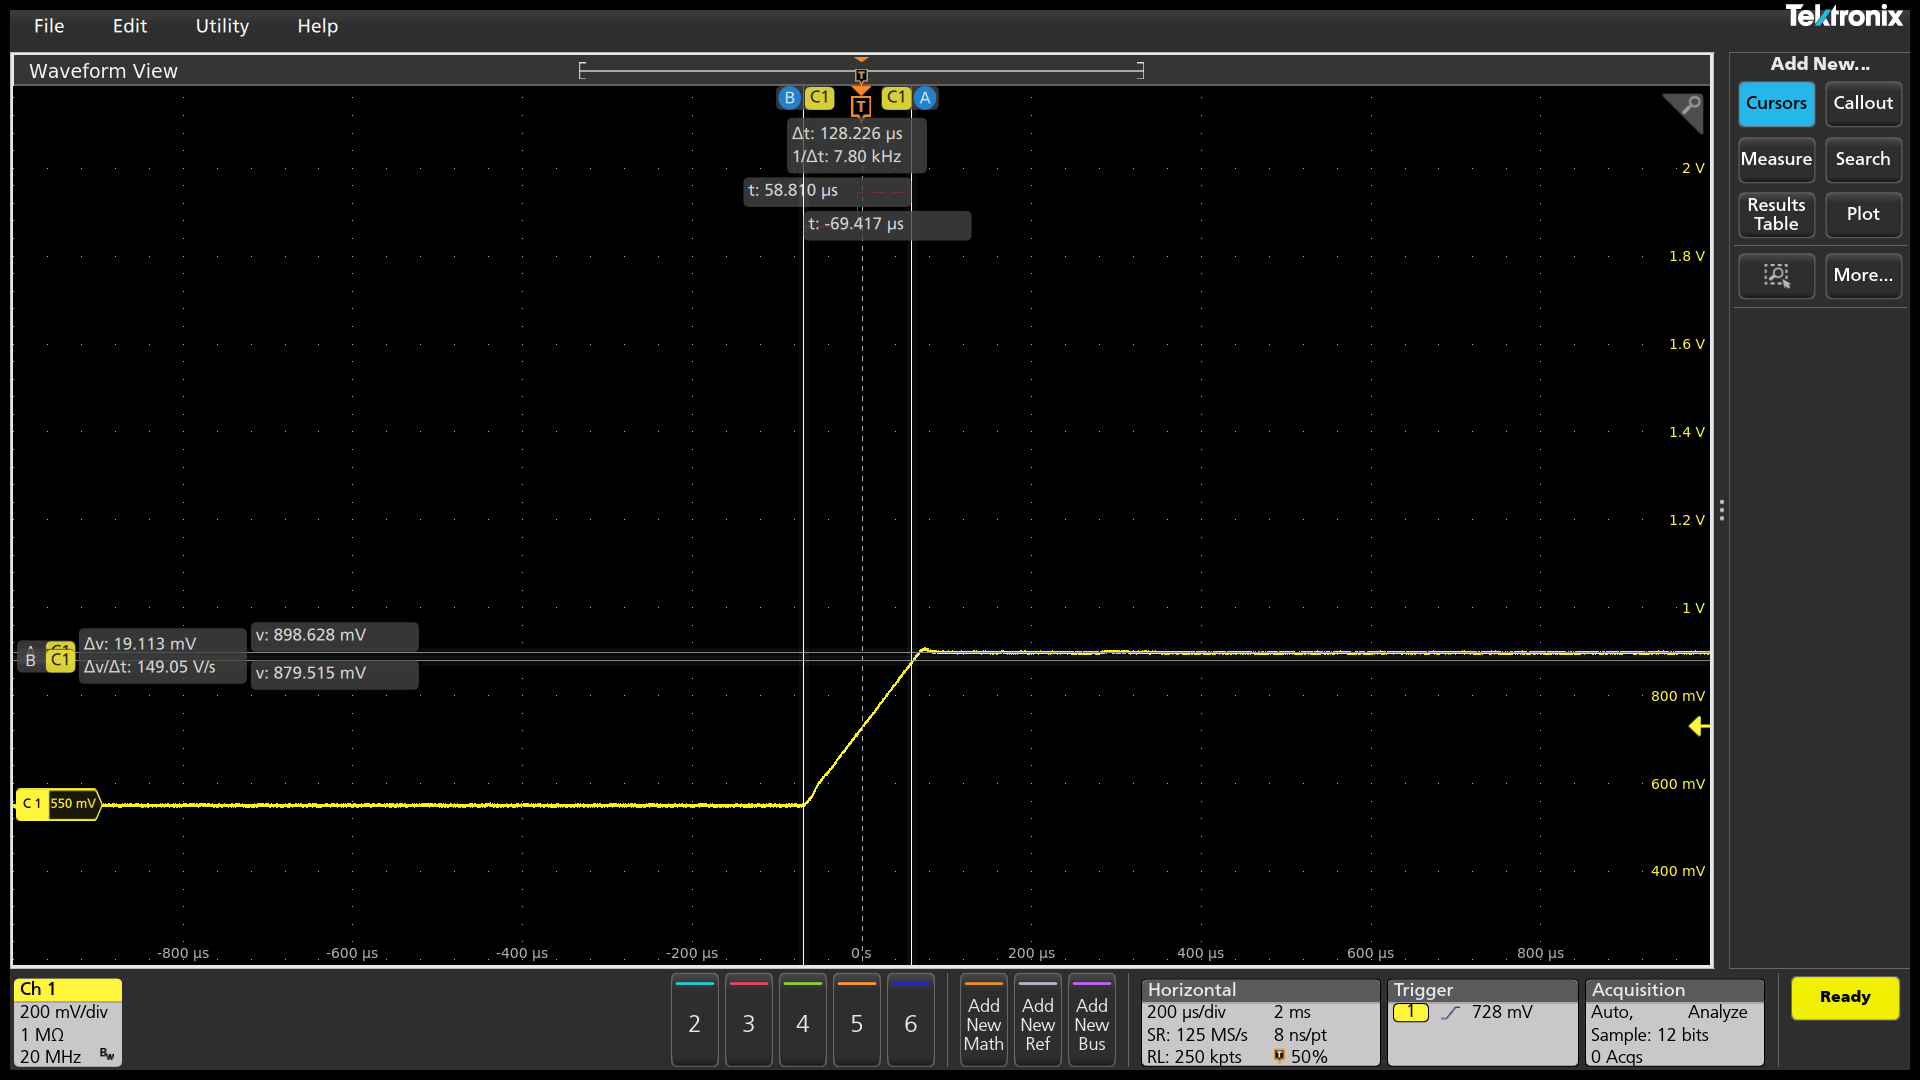 File Edit Utility Help
Tektronix
Waveform View
Add New...
T
B C1 T C1 A
Cursors Callout
Δt: 128.226 µs
1/Δt: 7.80 kHz
Measure Search
2 V
t: 58.810 µs
t: -69.417 µs
Results Table Plot
1.8 V
More...
1.6 V
1.4 V
1.2 V
1 V
v: 898.628 mV
Δv: 19.113 mV
B C1
Δv/Δt: 149.05 V/s
v: 879.515 mV
800 mV
600 mV
C 1 550 mV
400 mV
-800 µs -600 µs -400 µs -200 µs 0 s 200 µs 400 µs 600 µs 800 µs
Ch 1
200 mV/div
1 MΩ
20 MHz BW
2 3 4 5 6
Add New Math
Add New Ref
Add New Bus
Horizontal
200 µs/div 2 ms
SR: 125 MS/s 8 ns/pt
RL: 250 kpts T 50%
Trigger
1 728 mV
Acquisition
Auto, Analyze
Sample: 12 bits
0 Acqs
Ready